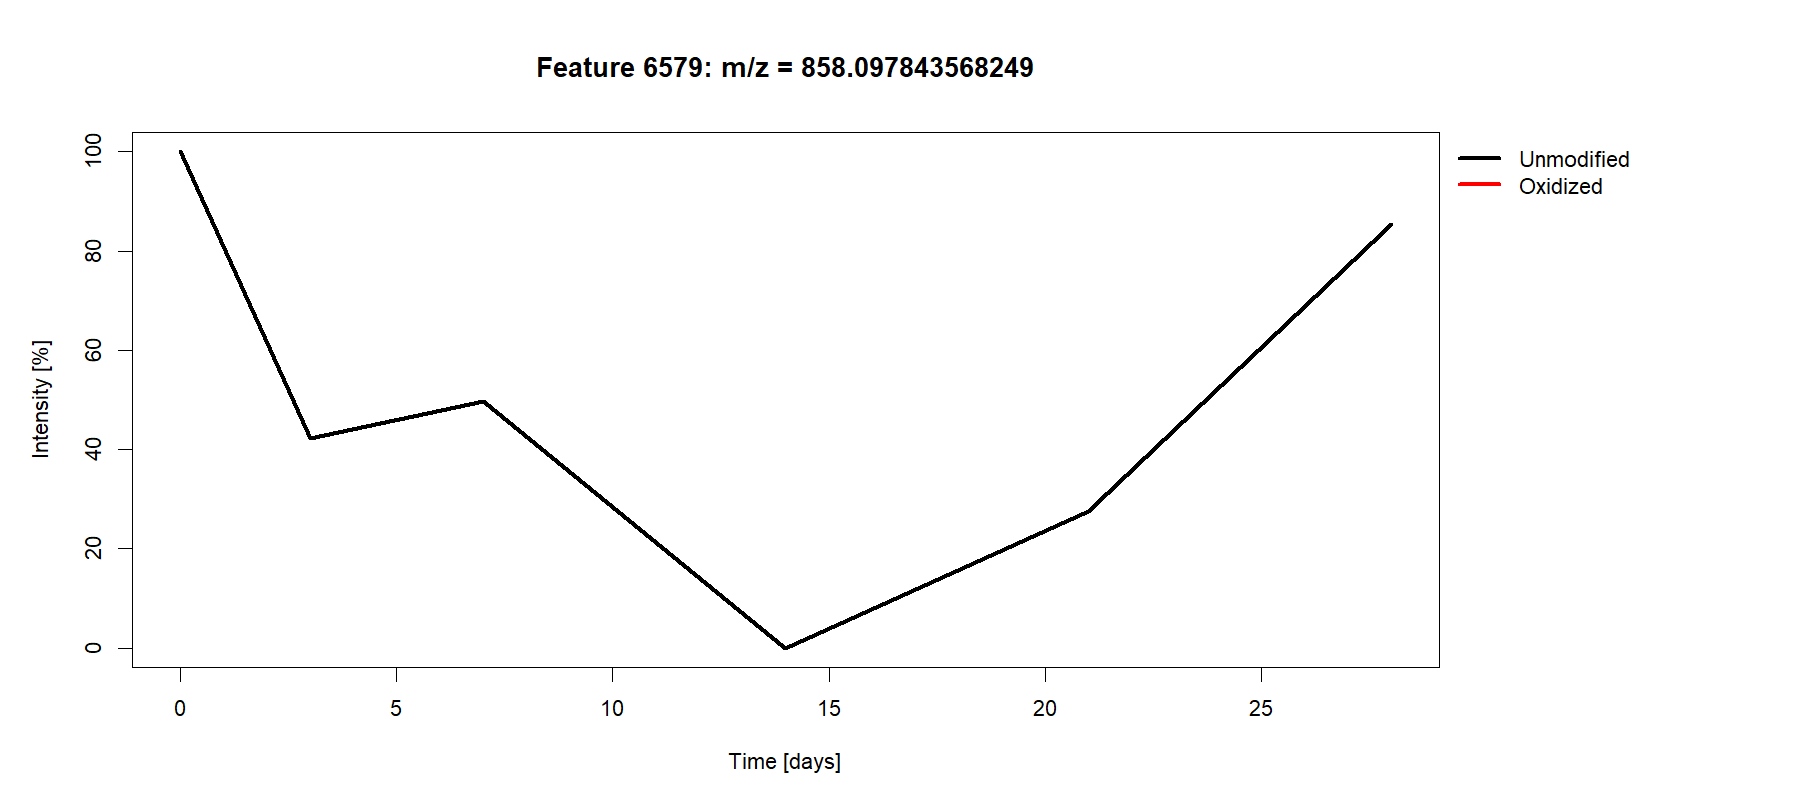 Feature 6579: m/z = 858.097843568249
Unmodified
Oxidized
Intensity [%]
100
80
60
40
20
0
0 5 10 15 20 25
Time [days]